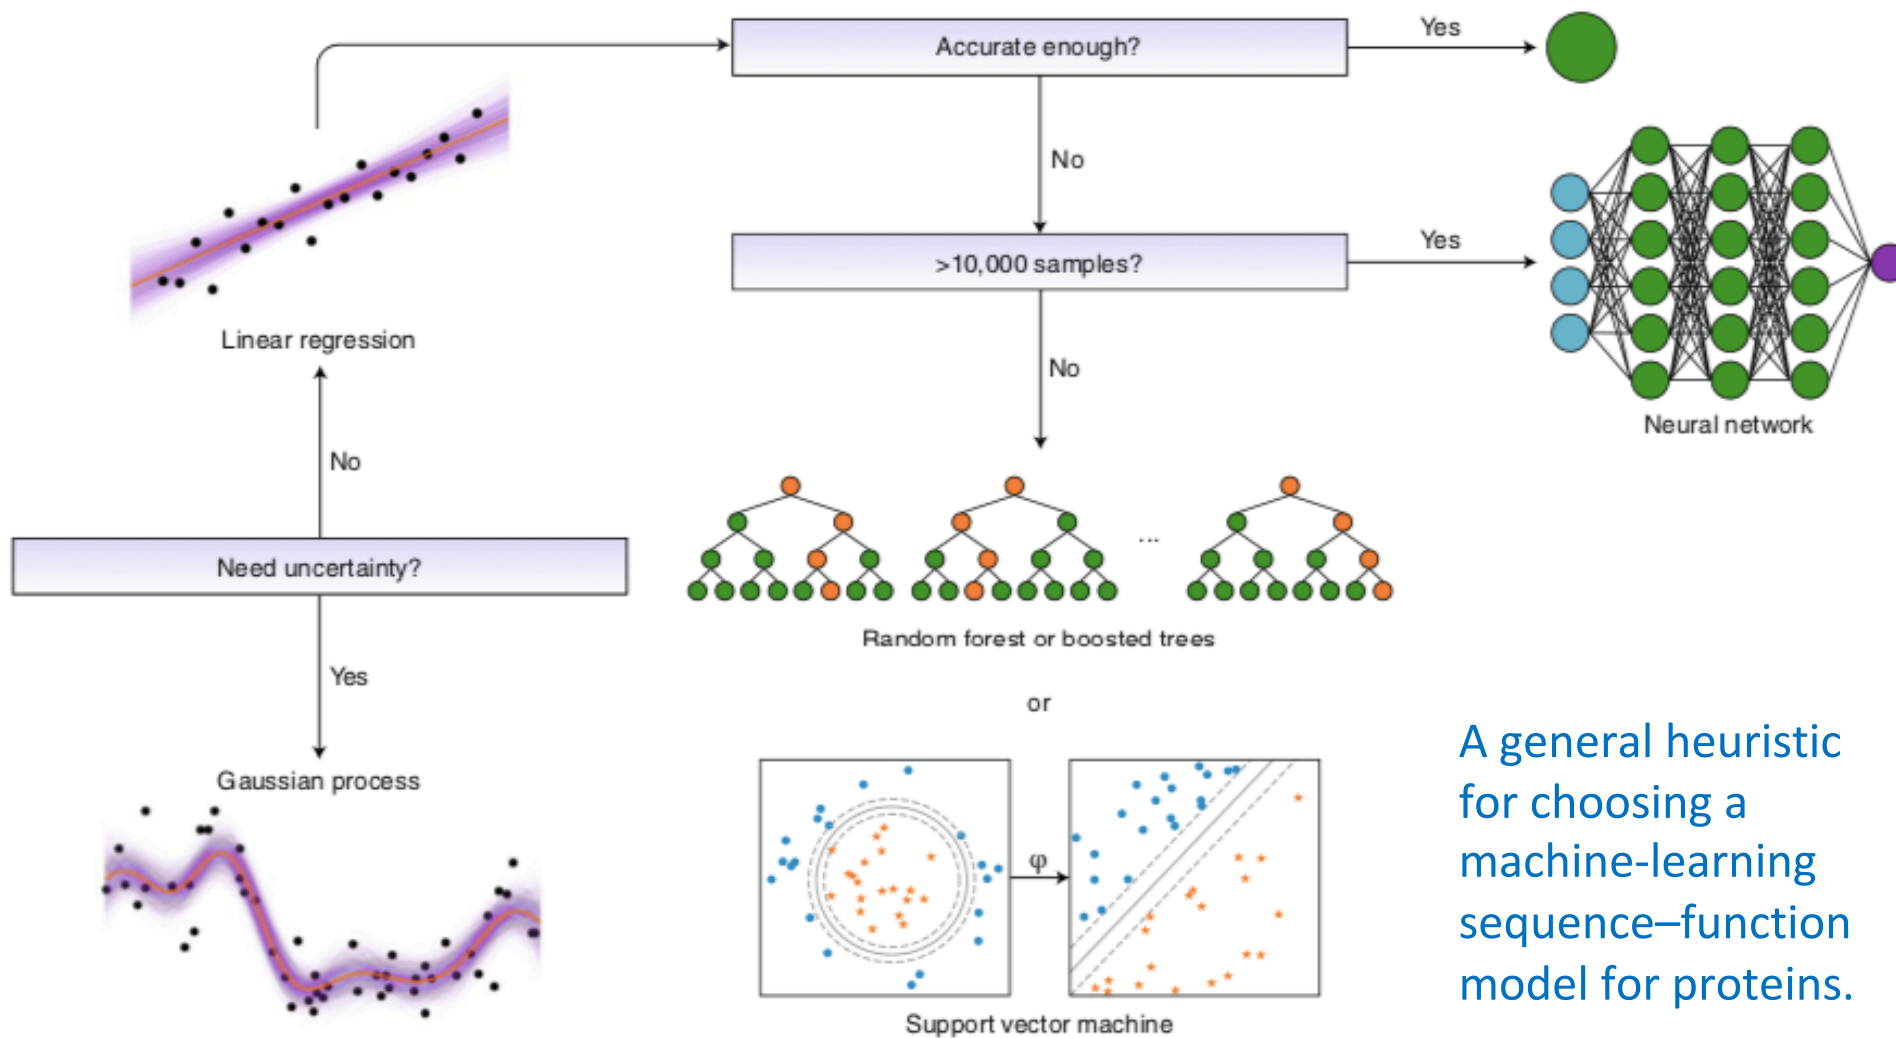 Accurate enough?
Yes
No
>10,000 samples?
Yes
No
Neural network
Linear regression
No
Need uncertainty?
Yes
Gaussian process
...
Random forest or boosted trees
or
φ
Support vector machine
A general heuristic
for choosing a
machine-learning
sequence–function
model for proteins.